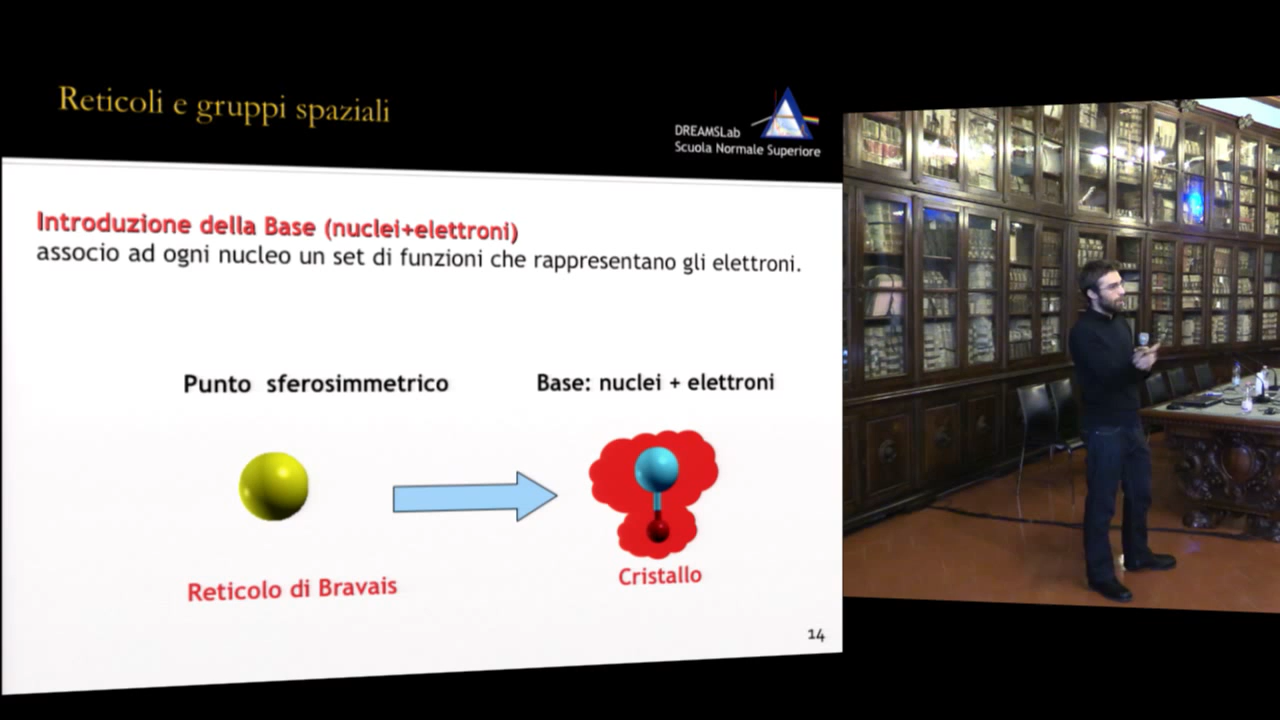 Reticoli e gruppi spaziali
DREAMSLab
Scuola Normale Superiore
Introduzione della Base (nuclei+elettroni)
associo ad ogni nucleo un set di funzioni che rappresentano gli elettroni.
Punto sferosimmetrico
Base: nuclei + elettroni
Reticolo di Bravais
Cristallo
14